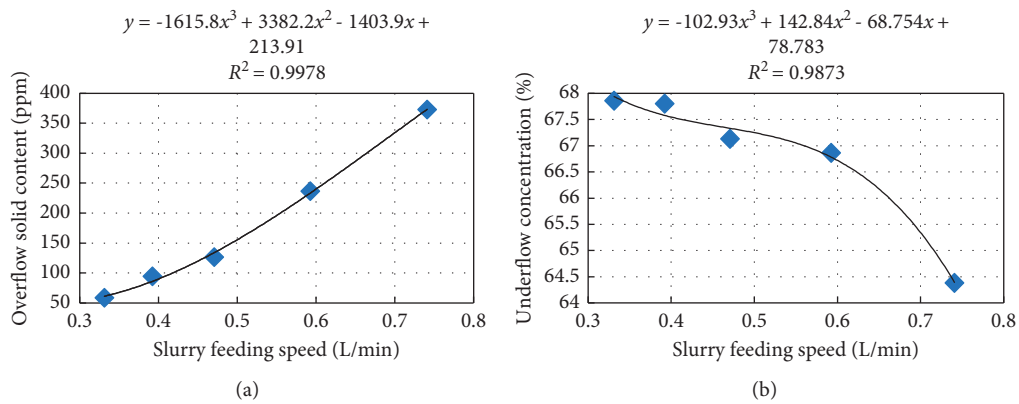 y = -1615.8x³ + 3382.2x² - 1403.9x +
213.91
R² = 0.9978
Overflow solid content (ppm)
400
350
300
250
200
150
100
50
0.3 0.4 0.5 0.6 0.7 0.8
Slurry feeding speed (L/min)
(a)
y = -102.93x³ + 142.84x² - 68.754x +
78.783
R² = 0.9873
Underflow concentration (%)
68
67.5
67
66.5
66
65.5
65
64.5
64
0.3 0.4 0.5 0.6 0.7 0.8
Slurry feeding speed (L/min)
(b)